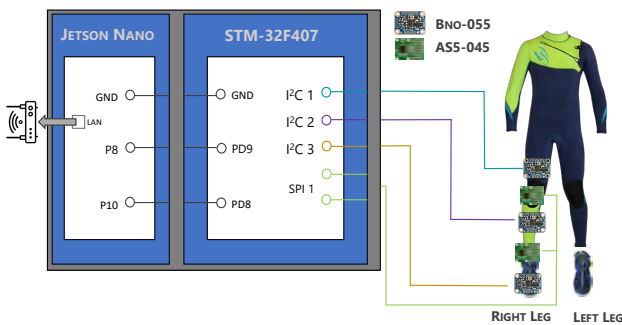 JETSON NANO
STM-32F407
BNO-055
AS5-045
GND
GND
I²C 1
LAN
I²C 2
P8
PD9
I²C 3
SPI 1
P10
PD8
RIGHT LEG
LEFT LEG